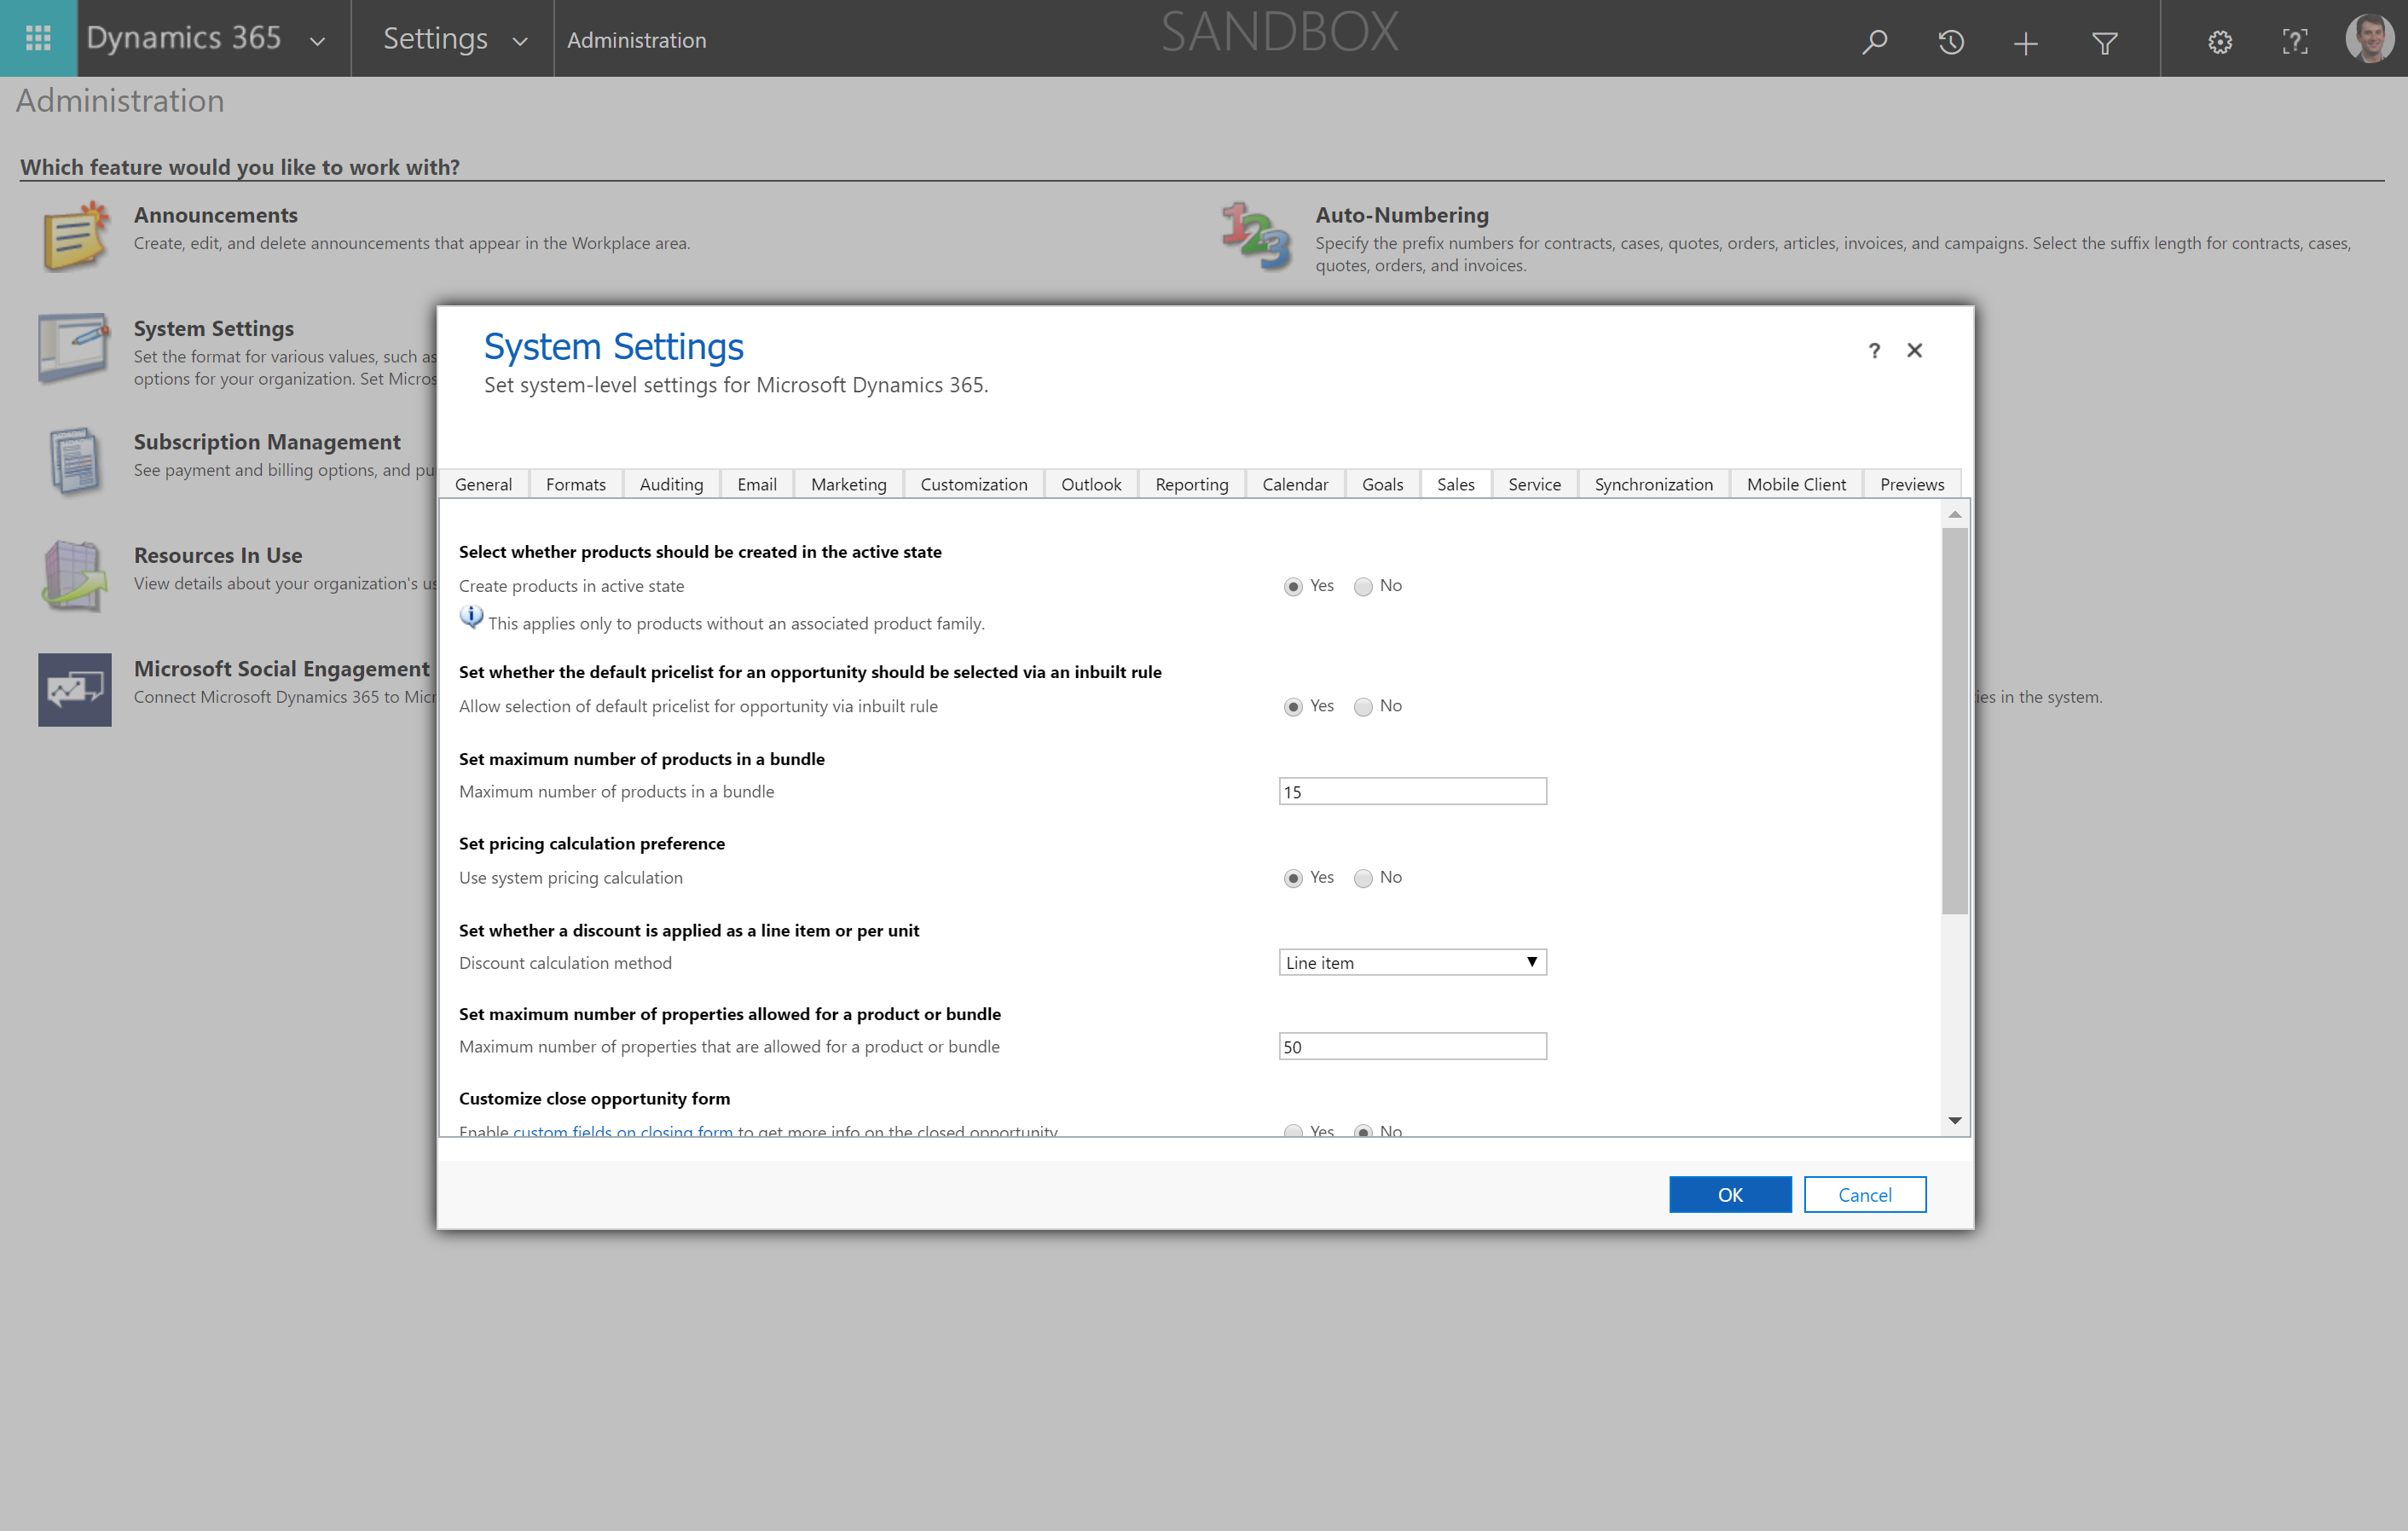 Dynamics 365
Settings
Administration
SANDBOX
Administration
Which feature would you like to work with?
Announcements
Create, edit, and delete announcements that appear in the Workplace area.
123
Auto-Numbering
Specify the prefix numbers for contracts, cases, quotes, orders, articles, invoices, and campaigns. Select the suffix length for contracts, cases,
quotes, orders, and invoices.
System Settings
Set the format for various values, such as
options for your organization. Set Micros
Subscription Management
See payment and billing options, and pu
Resources In Use
View details about your organization's us
Microsoft Social Engagement
Connect Microsoft Dynamics 365 to Micr
ies in the system.
System Settings
?
Set system-level settings for Microsoft Dynamics 365.
General Formats Auditing Email Marketing Customization Outlook Reporting Calendar Goals Sales Service Synchronization Mobile Client Previews
Select whether products should be created in the active state
Create products in active state Yes No
This applies only to products without an associated product family.
Set whether the default pricelist for an opportunity should be selected via an inbuilt rule
Allow selection of default pricelist for opportunity via inbuilt rule Yes No
Set maximum number of products in a bundle
Maximum number of products in a bundle 15
Set pricing calculation preference
Use system pricing calculation Yes No
Set whether a discount is applied as a line item or per unit
Discount calculation method Line item
Set maximum number of properties allowed for a product or bundle
Maximum number of properties that are allowed for a product or bundle 50
Customize close opportunity form
Enable custom fields on closing form to get more info on the closed opportunity Yes No
OK Cancel